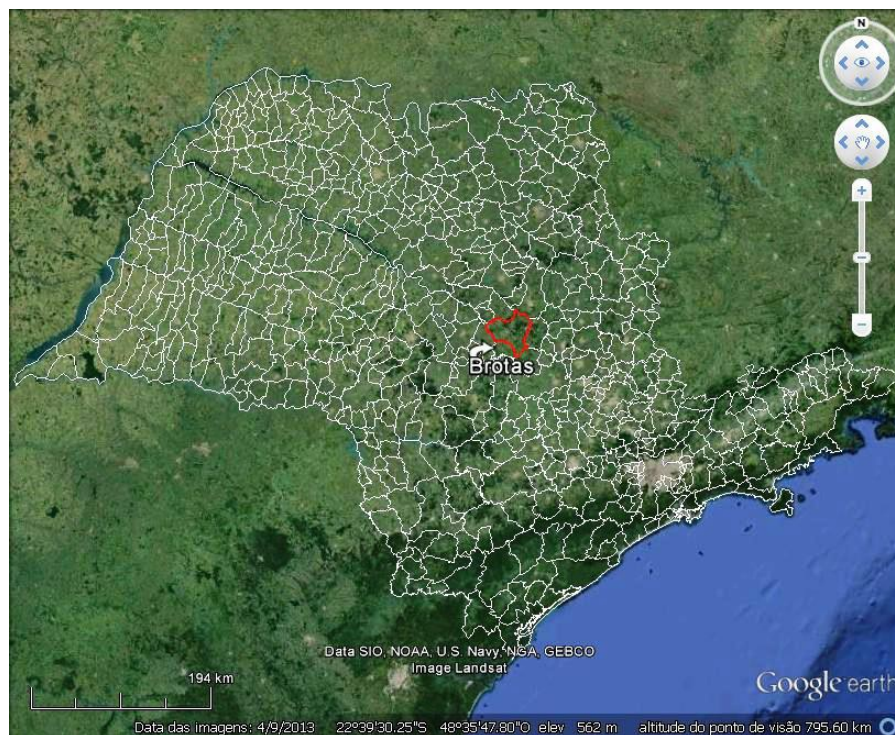 N
Brotas
Data SIO, NOAA, U.S. Navy, NGA, GEBCO
Image Landsat
194 km
Google earth
Data das imagens: 4/9/2013 22°39'30.25"S 48°35'47.80"O elev 562 m altitude do ponto de visão 795.60 km